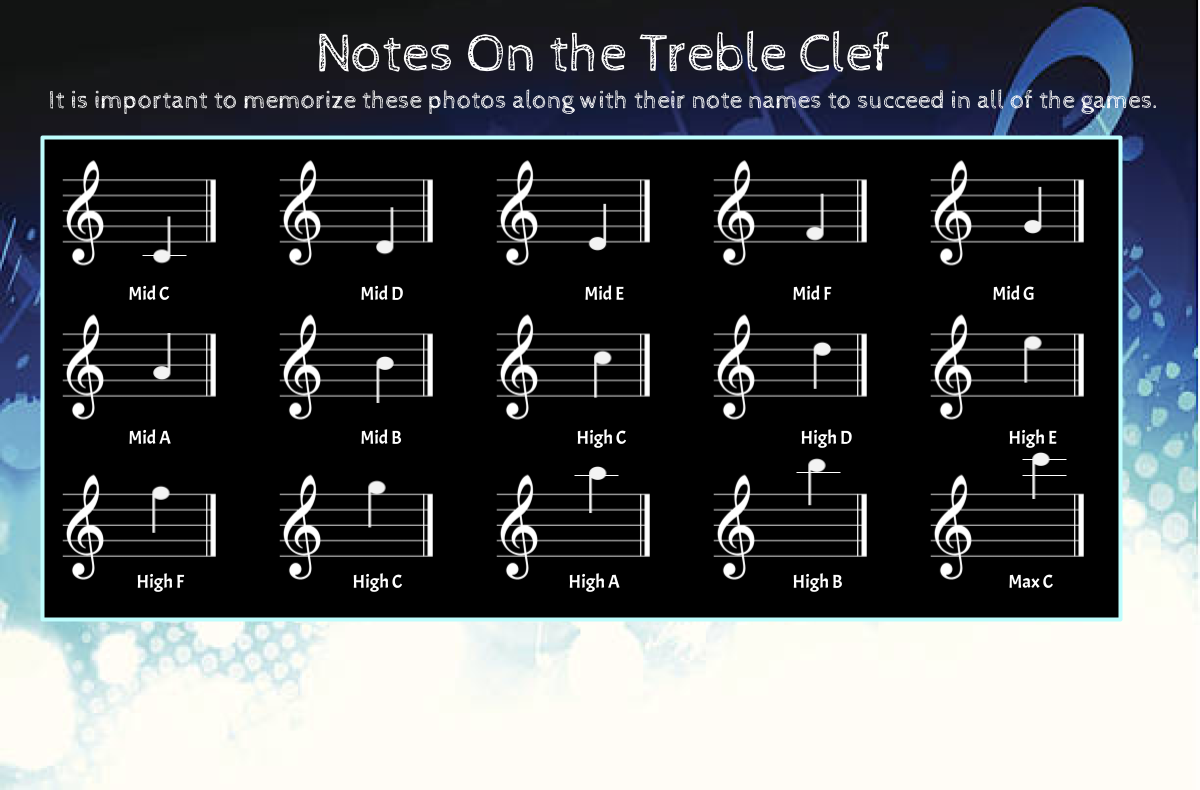 Notes On the Treble Clef
It is important to memorize these photos along with their note names to succeed in all of the games.
Mid C Mid D Mid E Mid F Mid G
Mid A Mid B High C High D High E
High F High C High A High B Max C